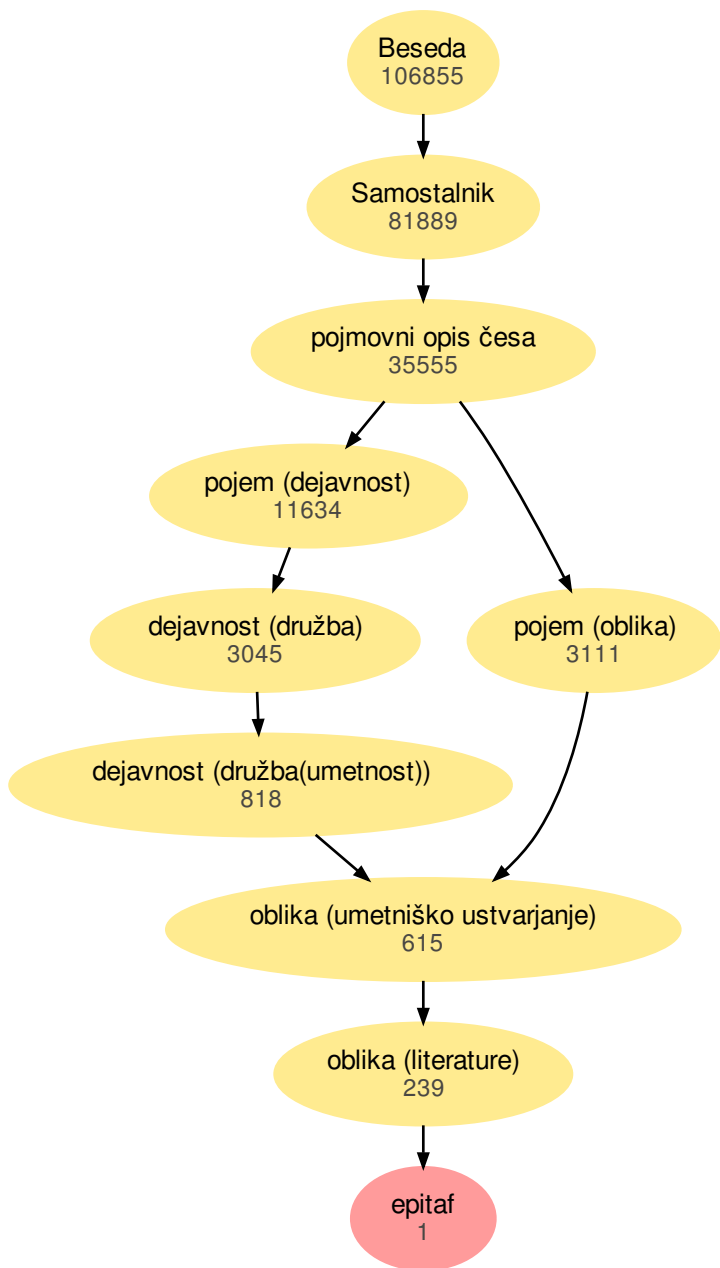 Beseda
106855
Samostalnik
81889
pojmovni opis česa
35555
pojem (dejavnost)
11634
dejavnost (družba)
3045
pojem (oblika)
3111
dejavnost (družba(umetnost))
818
oblika (umetniško ustvarjanje)
615
oblika (literature)
239
epitaf
1